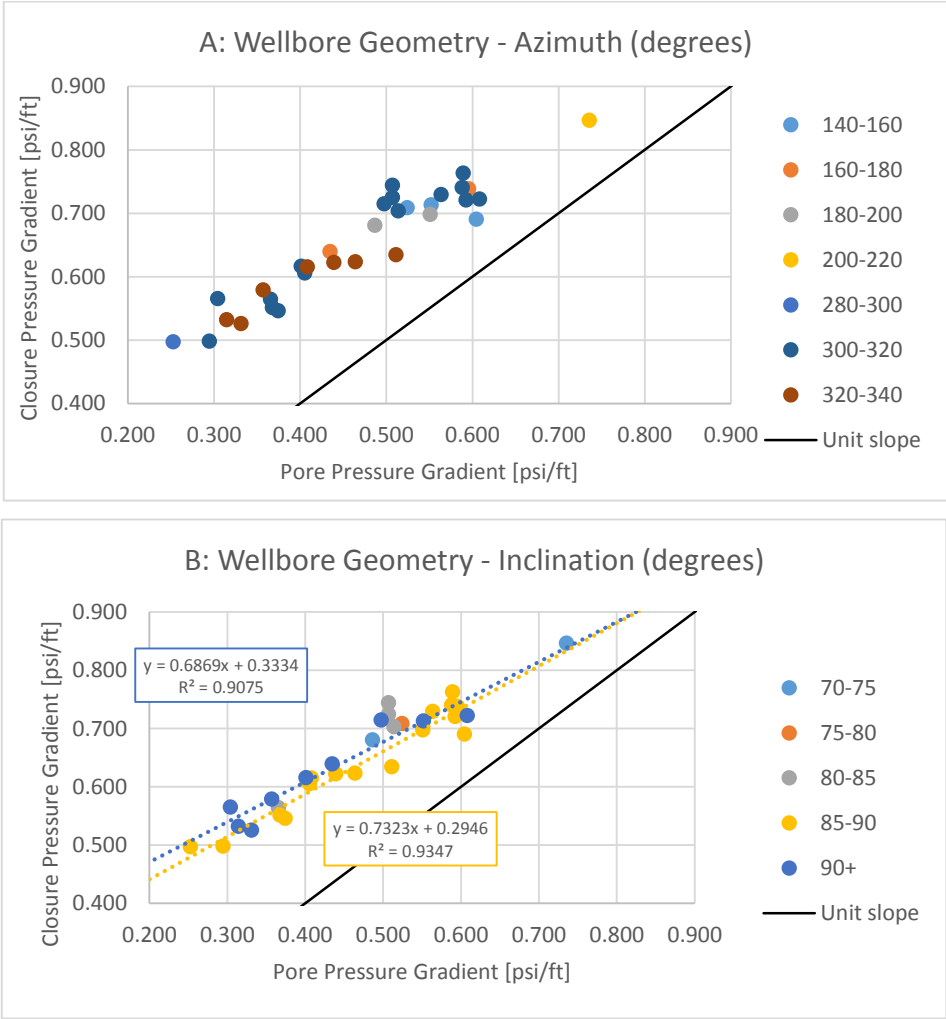 A: Wellbore Geometry - Azimuth (degrees)
Closure Pressure Gradient [psi/ft]
0.900
0.800
0.700
0.600
0.500
0.400
0.200 0.300 0.400 0.500 0.600 0.700 0.800 0.900
Pore Pressure Gradient [psi/ft]
140-160
160-180
180-200
200-220
280-300
300-320
320-340
Unit slope
B: Wellbore Geometry - Inclination (degrees)
Closure Pressure Gradient [psi/ft]
0.900
0.800
0.700
0.600
0.500
0.400
y = 0.6869x + 0.3334
R² = 0.9075
y = 0.7323x + 0.2946
R² = 0.9347
0.200 0.300 0.400 0.500 0.600 0.700 0.800 0.900
Pore Pressure Gradient [psi/ft]
70-75
75-80
80-85
85-90
90+
Unit slope